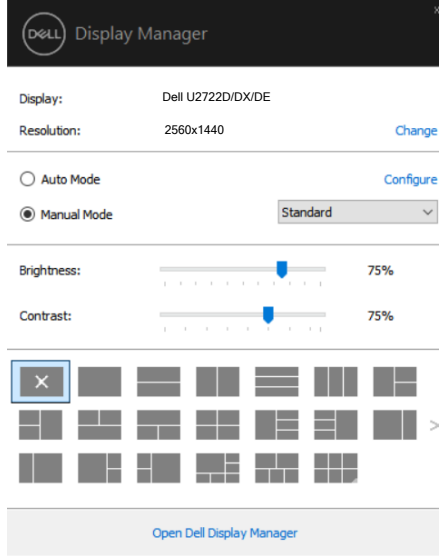 DELL Display Manager
Display: Dell U2722D/DX/DE
Resolution: 2560x1440 Change
Auto Mode Configure
Manual Mode Standard
Brightness: 75%
Contrast: 75%
Open Dell Display Manager